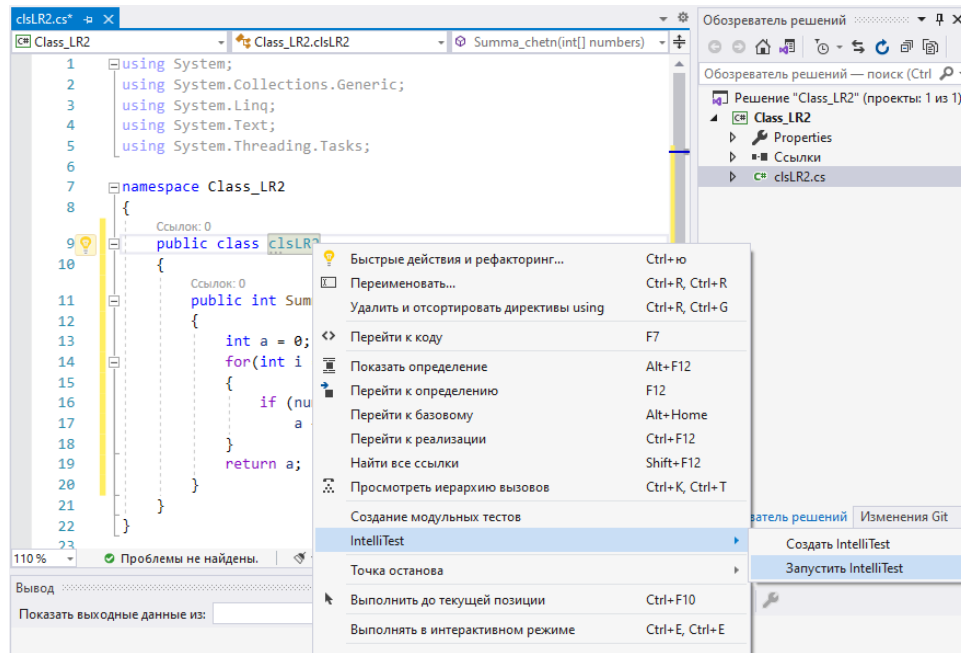 clsLR2.cs*
Class_LR2
Class_LR2.clsLR2
Summa_chetn(int[] numbers)
1 using System;
2 using System.Collections.Generic;
3 using System.Linq;
4 using System.Text;
5 using System.Threading.Tasks;
6
7 namespace Class_LR2
8 {
Ссылок: 0
9 public class clsLR2
10 {
Ссылок: 0
11 public int Sum
12 {
13 int a = 0;
14 for(int i
15 {
16 if (nu
17 a
18 }
19 return a;
20 }
21 }
22 }
23
110 %
Проблемы не найдены.
Вывод
Показать выходные данные из:
Быстрые действия и рефакторинг... Ctrl+ю
Переименовать... Ctrl+R, Ctrl+R
Удалить и отсортировать директивы using Ctrl+R, Ctrl+G
Перейти к коду F7
Показать определение Alt+F12
Перейти к определению F12
Перейти к базовому Alt+Home
Перейти к реализации Ctrl+F12
Найти все ссылки Shift+F12
Просмотреть иерархию вызовов Ctrl+K, Ctrl+T
Создание модульных тестов
IntelliTest
Точка останова
Выполнить до текущей позиции Ctrl+F10
Выполнять в интерактивном режиме Ctrl+E, Ctrl+E
Создать IntelliTest
Запустить IntelliTest
Обозреватель решений
Обозреватель решений — поиск (Ctrl
Решение "Class_LR2" (проекты: 1 из 1)
C# Class_LR2
Properties
Ссылки
C# clsLR2.cs
ватель решений
Изменения Git